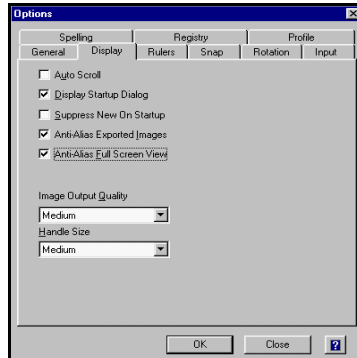 Options
Spelling Registry Profile
General Display Rulers Snap Rotation Input
Auto Scroll
Display Startup Dialog
Suppress New On Startup
Anti-Alias Exported Images
Anti-Alias Full Screen View
Image Output Quality
Medium
Handle Size
Medium
OK Close ?